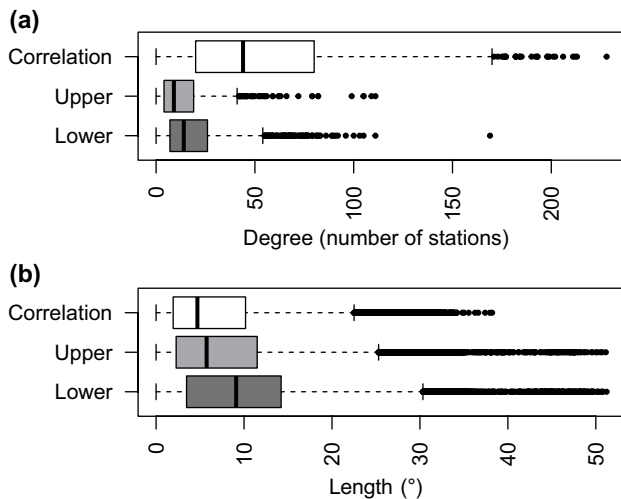 (a)
Correlation
Upper
Lower
0 50 100 150 200
Degree (number of stations)
(b)
Correlation
Upper
Lower
0 10 20 30 40 50
Length (°)